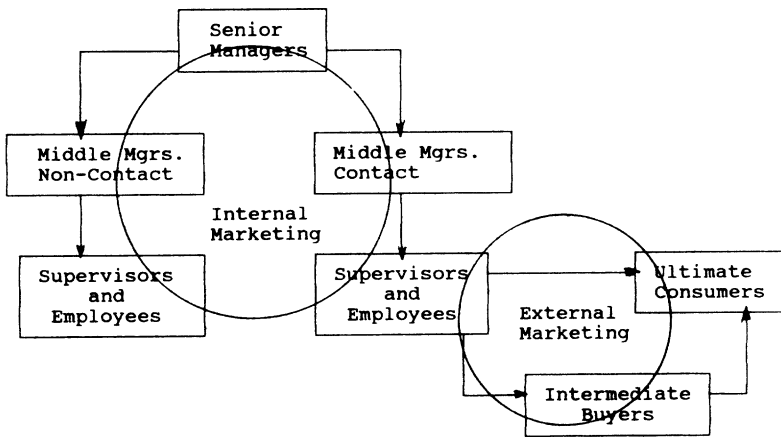 Senior
Managers
Middle Mgrs.
Non-Contact
Middle Mgrs.
Contact
Internal
Marketing
Supervisors
and
Employees
Supervisors
and
Employees
Ultimate
Consumers
External
Marketing
Intermediate
Buyers